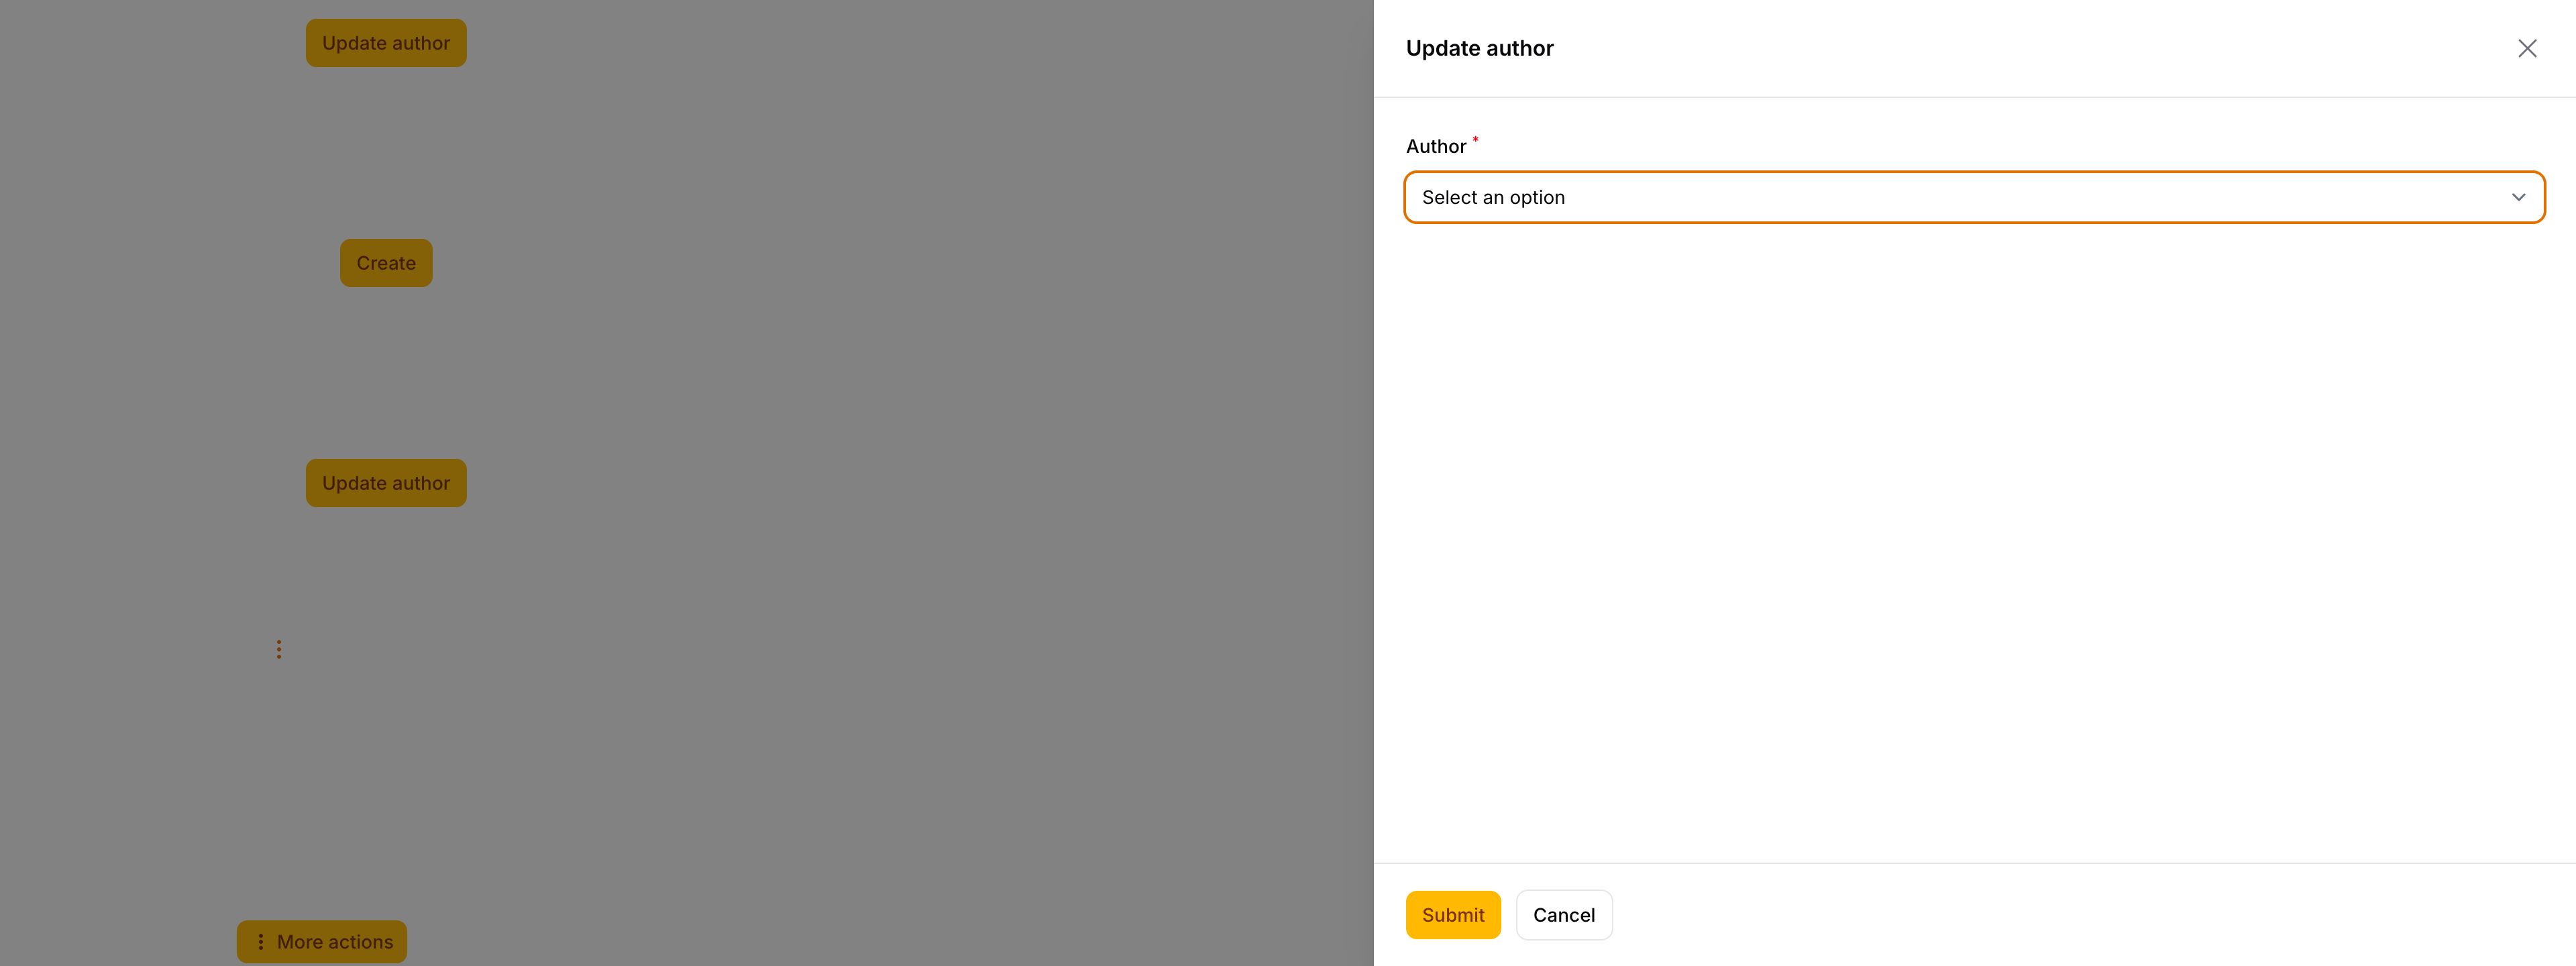 Update author
Create
Update author
More actions
Update author
Author *
Select an option
Submit
Cancel